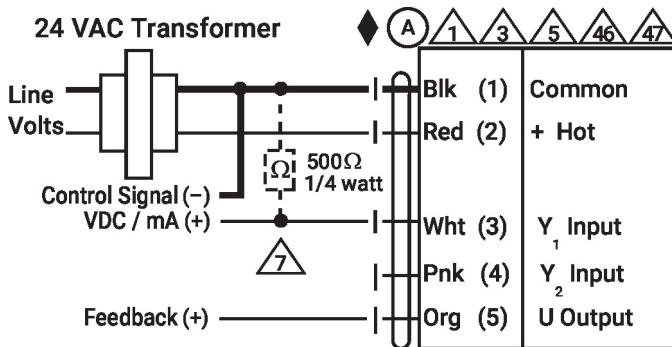 24 VAC Transformer
A 1 3 5 46 47
Line
Volts
Blk (1) Common
Red (2) + Hot
Ω 500Ω
1/4 watt
Control Signal (−)
VDC / mA (+)
7
Wht (3) Y1 Input
Pnk (4) Y2 Input
Feedback (+)
Org (5) U Output